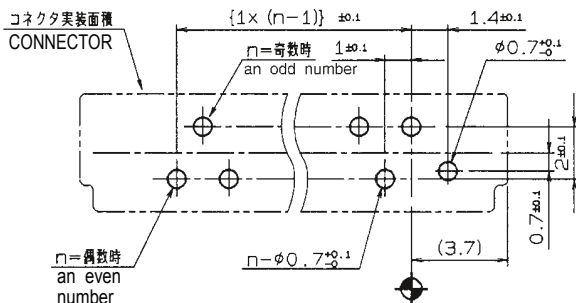 コネクタ実装面積
CONNECTOR
{1×(n-1)} ±0.1
1.4±0.1
n=奇数時
an odd number
1±0.1
φ0.7+0.1 -0
2±0.1
0.7±0.1
n=偶数時
an even
number
n-φ0.7+0.1 -0
(3.7)